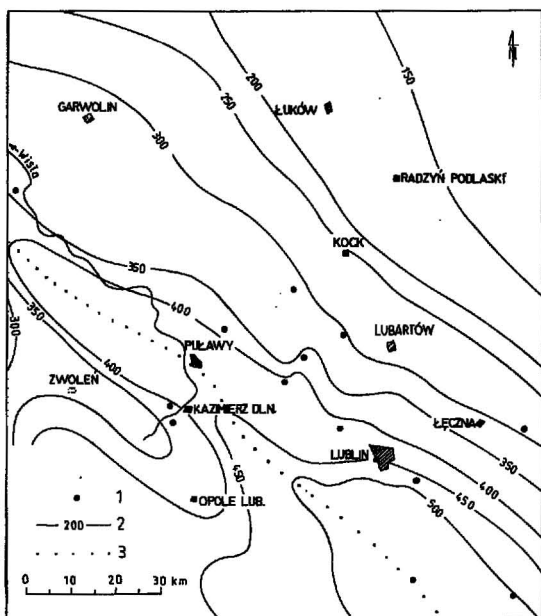 N
150
200
250
ŁUKÓW
GARWOLIN
300
←Wisła
RADZYŃ PODLASKI
KOCK
350
400
300
350
LUBARTÓW
PUŁAWY
400
ZWOLEŃ
KAZIMIERZ DLN.
ŁĘCZNA
LUBLIN
350
450
400
450
OPOLE LUB.
500
1
200 2
3
0 10 20 30 km